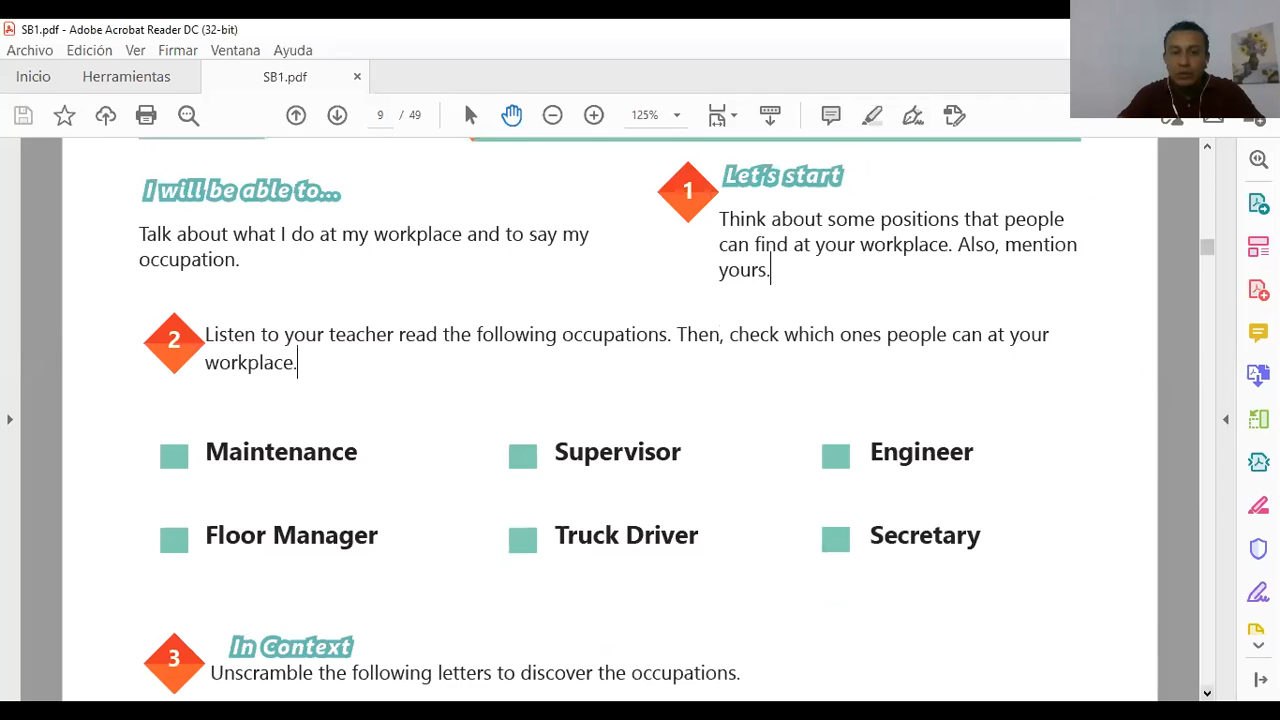 SB1.pdf - Adobe Acrobat Reader DC (32-bit)
Archivo Edición Ver Firmar Ventana Ayuda
Inicio Herramientas SB1.pdf ×
9 / 49 125%
I will be able to...
Talk about what I do at my workplace and to say my
occupation.
1 Let's start
Think about some positions that people
can find at your workplace. Also, mention
yours.
2 Listen to your teacher read the following occupations. Then, check which ones people can at your
workplace.
Maintenance Supervisor Engineer
Floor Manager Truck Driver Secretary
3 In Context
Unscramble the following letters to discover the occupations.